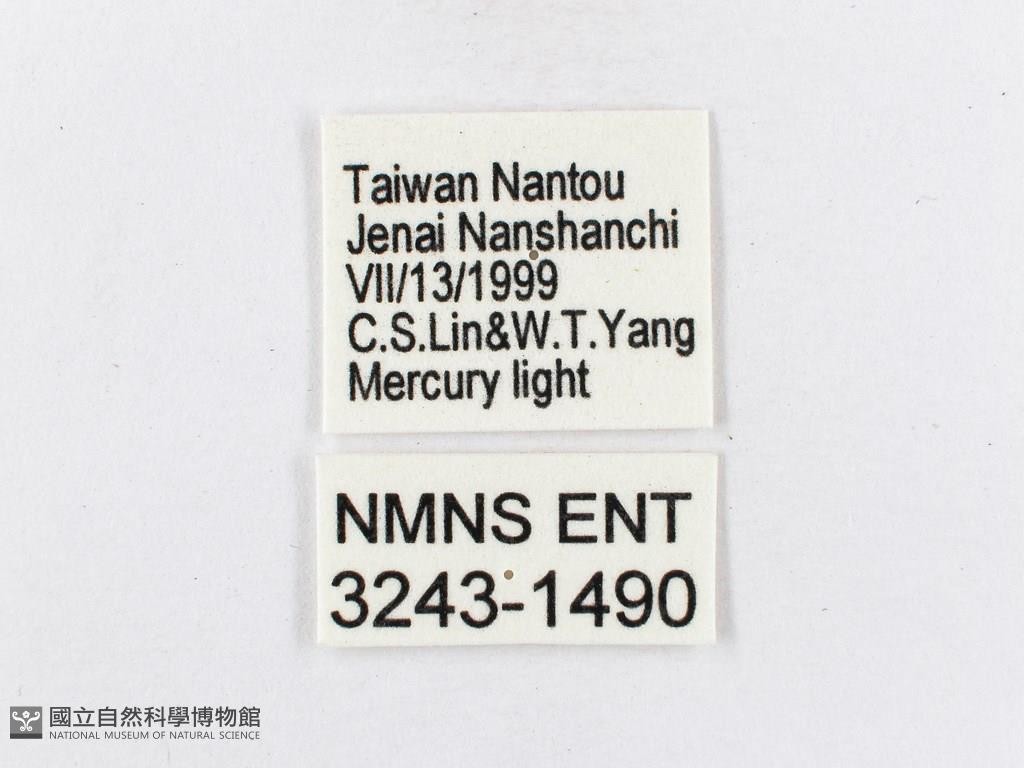 Taiwan Nantou
Jenai Nanshanchi
VII/13/1999
C.S.Lin&W.T.Yang
Mercury light
NMNS ENT
3243-1490
國立自然科學博物館
NATIONAL MUSEUM OF NATURAL SCIENCE